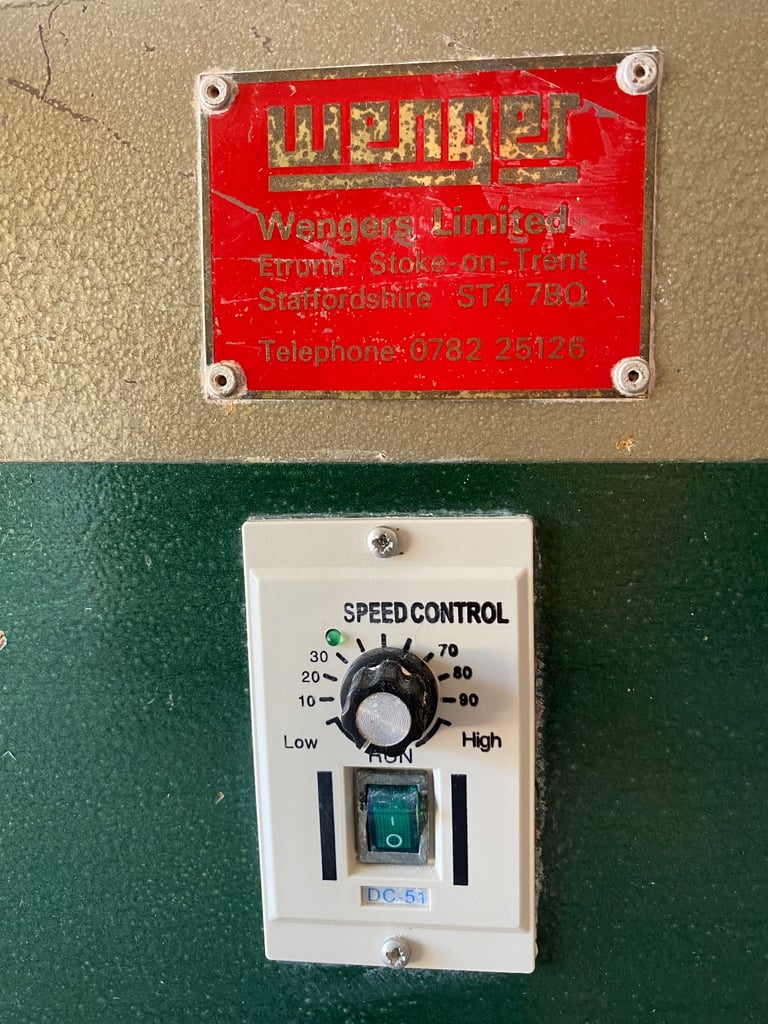 wenger
Wengers Limited
Etruria Stoke-on-Trent
Staffordshire ST4 7BQ
Telephone 0782 25126
SPEED CONTROL
30 70
20 80
10 90
Low High
RUN
I
O
DC-51